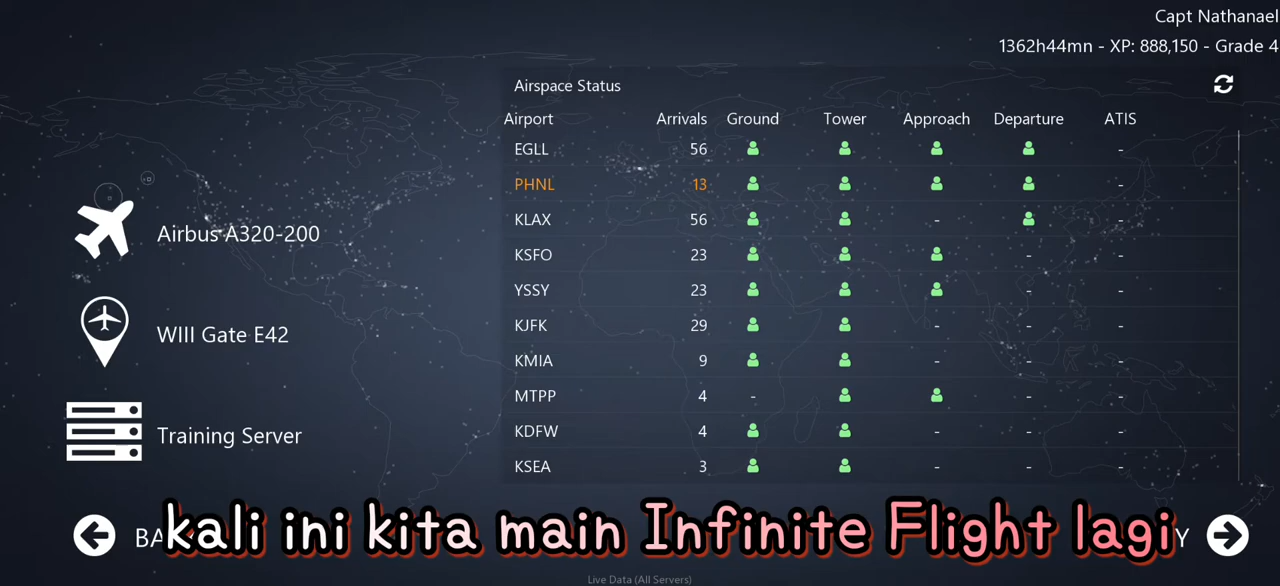 Capt Nathanael
1362h44mn - XP: 888,150 - Grade 4
Airspace Status
Airport Arrivals Ground Tower Approach Departure ATIS
EGLL 56 -
PHNL 13 -
KLAX 56 - -
KSFO 23 - -
YSSY 23 - -
KJFK 29 - - -
KMIA 9 - - -
MTPP 4 - - -
KDFW 4 - - -
KSEA 3 - - -
Airbus A320-200
WIII Gate E42
Training Server
kali ini kita main Infinite Flight lagi
Live Data (All Servers)